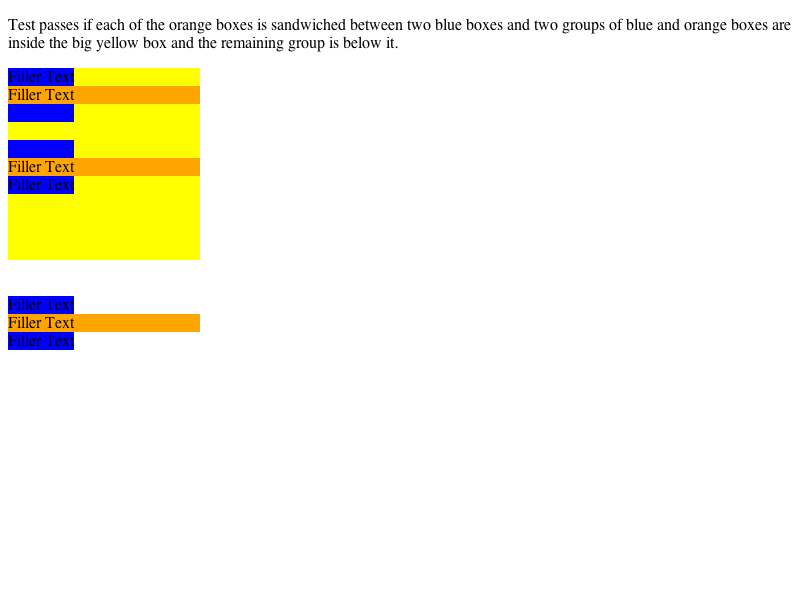 Test passes if each of the orange boxes is sandwiched between two blue boxes and two groups of blue and orange boxes are
inside the big yellow box and the remaining group is below it.
Filler Text
Filler Text
Filler Text
Filler Text
Filler Text
Filler Text
Filler Text